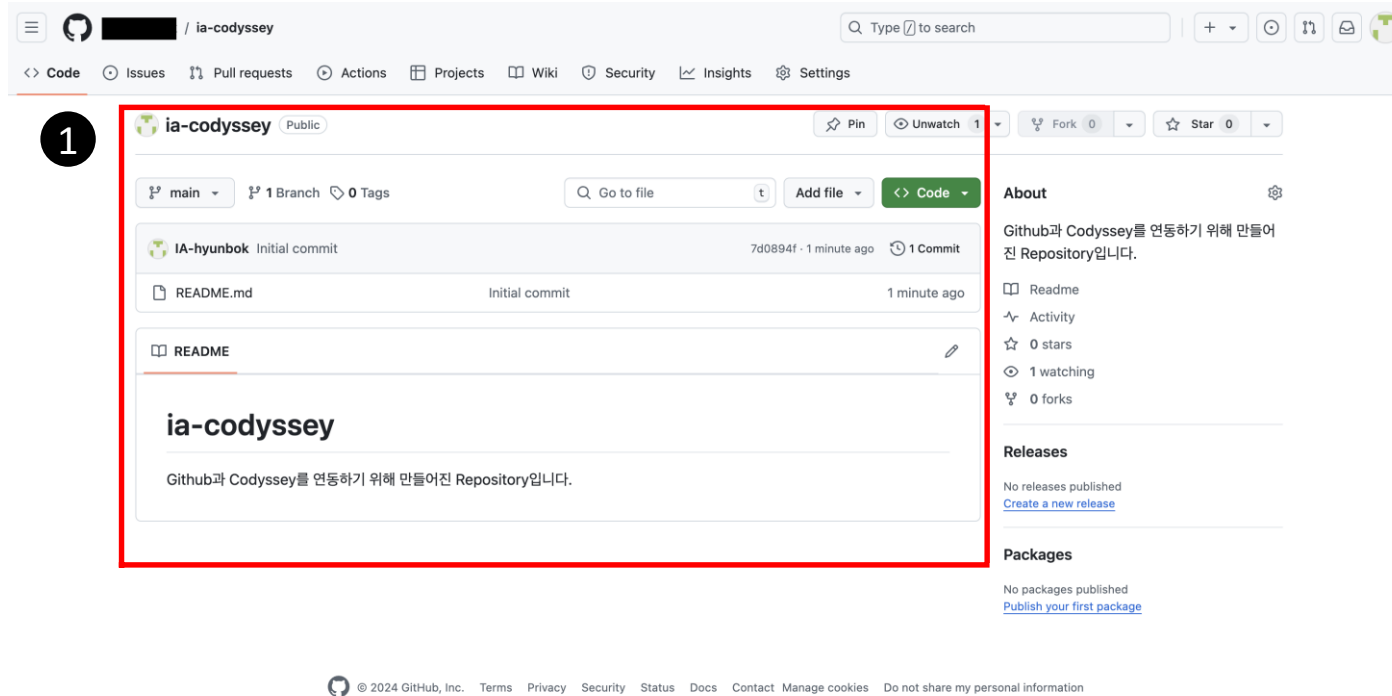 / ia-codyssey
Type / to search
Code Issues Pull requests Actions Projects Wiki Security Insights Settings
1
ia-codyssey Public
Pin Unwatch 1 Fork 0 Star 0
main 1 Branch 0 Tags Go to file t Add file Code
IA-hyunbok Initial commit 7d0894f · 1 minute ago 1 Commit
README.md Initial commit 1 minute ago
README
ia-codyssey
Github과 Codyssey를 연동하기 위해 만들어진 Repository입니다.
About
Github과 Codyssey를 연동하기 위해 만들어
진 Repository입니다.
Readme
Activity
0 stars
1 watching
0 forks
Releases
No releases published
Create a new release
Packages
No packages published
Publish your first package
© 2024 GitHub, Inc. Terms Privacy Security Status Docs Contact Manage cookies Do not share my personal information